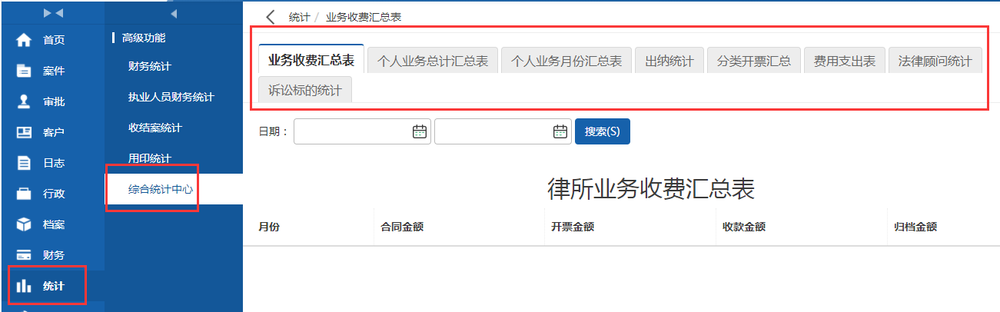 首页
案件
审批
客户
日志
行政
档案
财务
统计
高级功能
财务统计
执业人员财务统计
收结案统计
用印统计
综合统计中心
统计 / 业务收费汇总表
业务收费汇总表 个人业务总计汇总表 个人业务月份汇总表 出纳统计 分类开票汇总 费用支出表 法律顾问统计
诉讼标的统计
日期： 搜索(S)
律所业务收费汇总表
月份 合同金额 开票金额 收款金额 归档金额